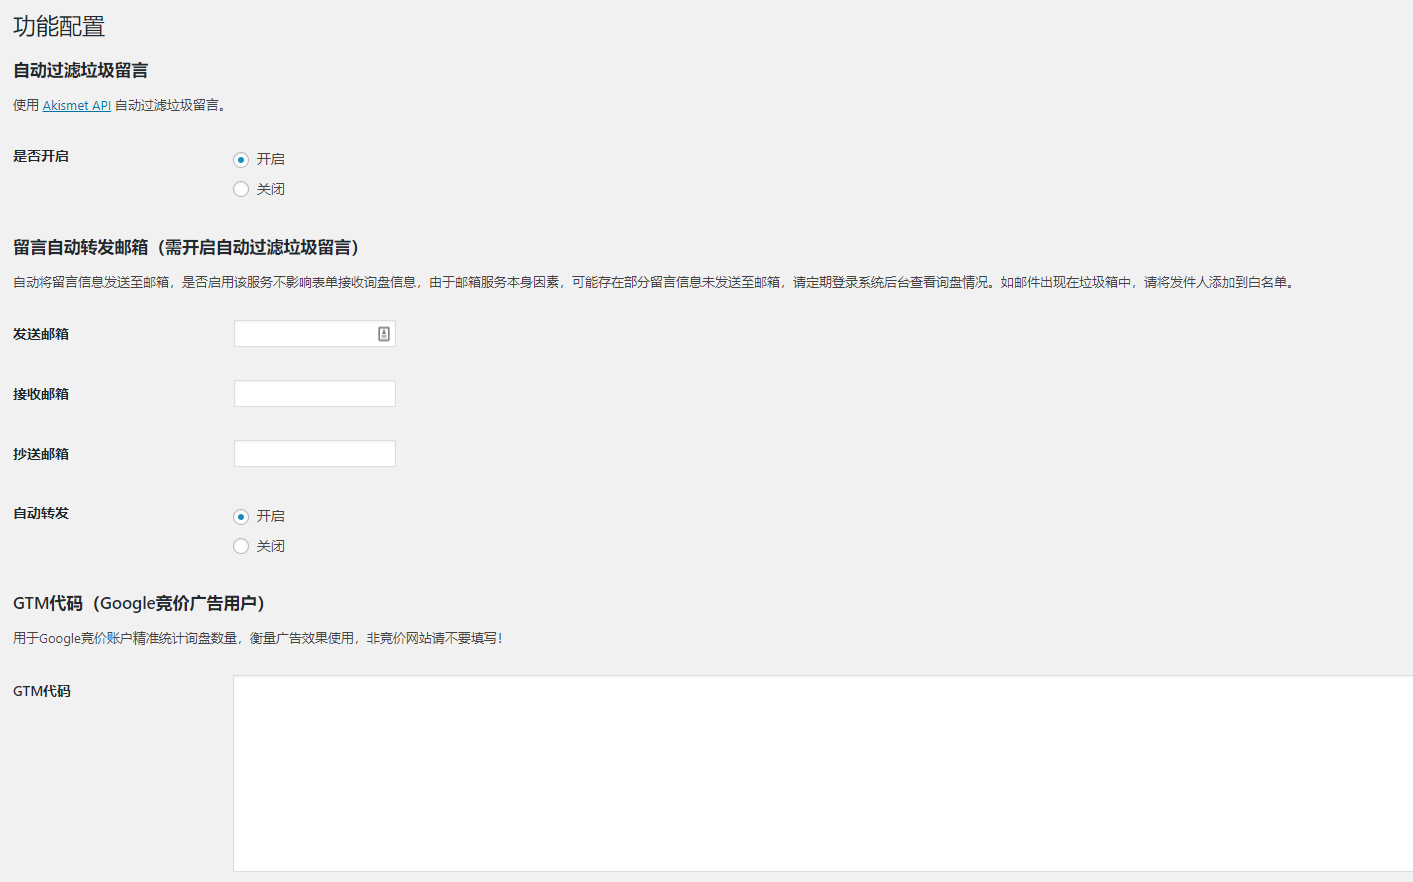 功能配置
自动过滤垃圾留言
使用 Akismet API 自动过滤垃圾留言。
是否开启
开启
关闭
留言自动转发邮箱（需开启自动过滤垃圾留言）
自动将留言信息发送至邮箱，是否启用该服务不影响表单接收询盘信息，由于邮箱服务本身因素，可能存在部分留言信息未发送至邮箱，请定期登录系统后台查看询盘情况。如邮件出现在垃圾箱中，请将发件人添加到白名单。
发送邮箱
接收邮箱
抄送邮箱
自动转发
开启
关闭
GTM代码（Google竞价广告用户）
用于Google竞价账户精准统计询盘数量，衡量广告效果使用，非竞价网站请不要填写！
GTM代码